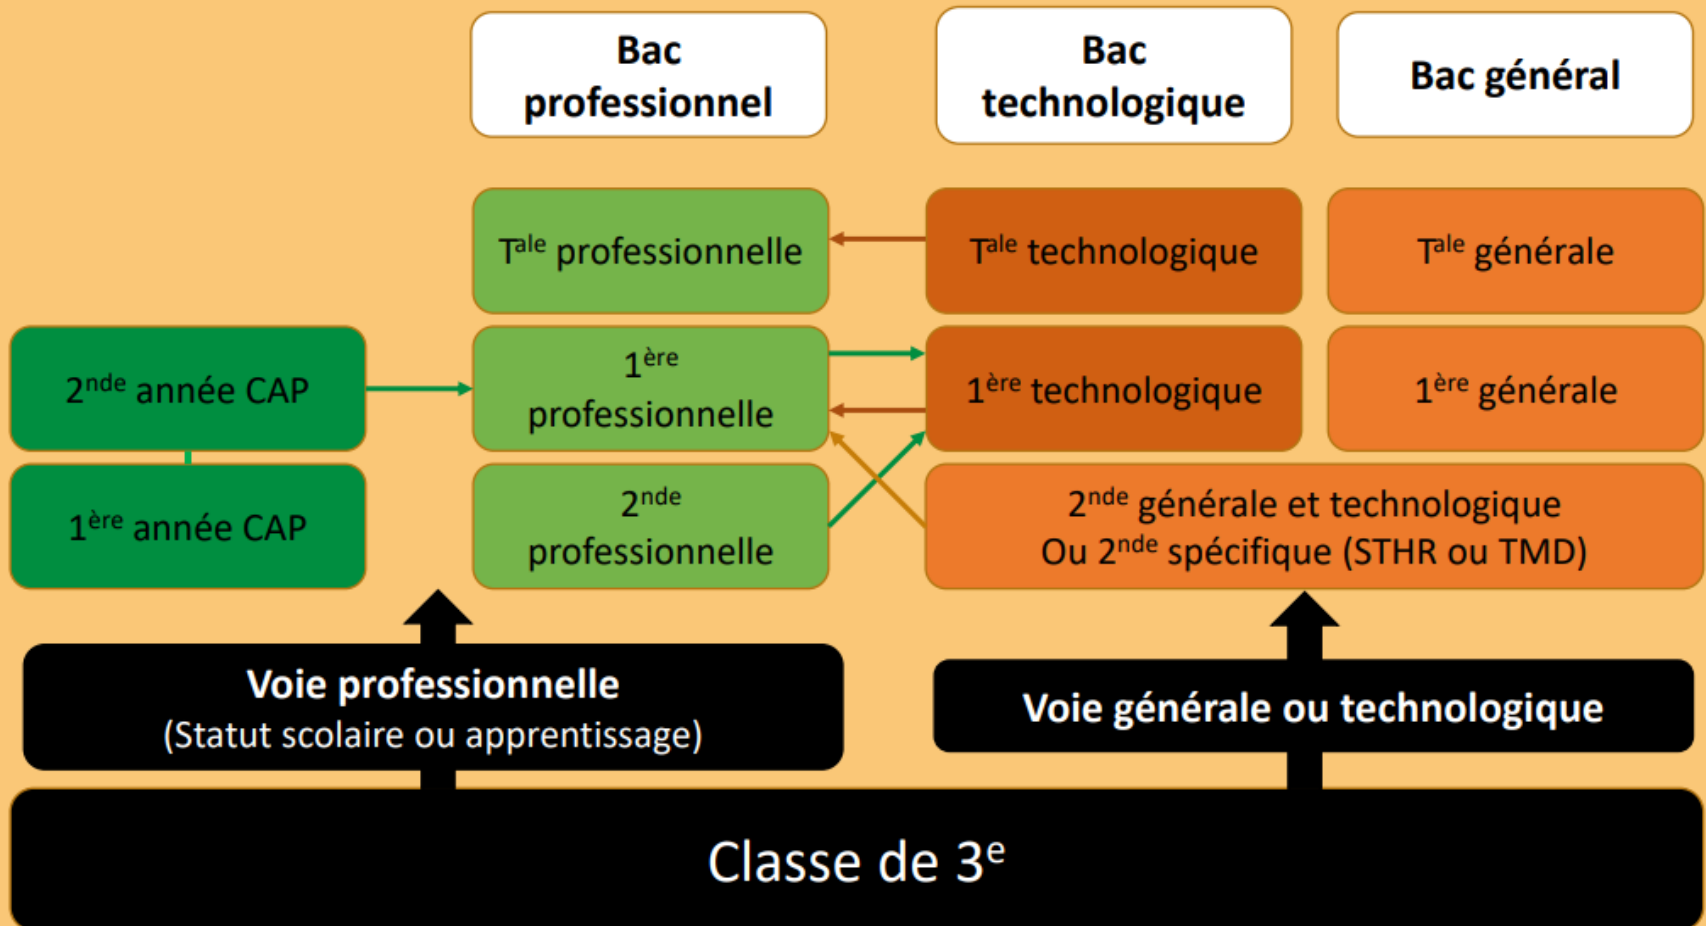 Bac
professionnel
Bac
technologique
Bac général
Tale professionnelle
Tale technologique
Tale générale
2nde année CAP
1ère
professionnelle
1ère technologique
1ère générale
1ère année CAP
2nde
professionnelle
2nde générale et technologique
Ou 2nde spécifique (STHR ou TMD)
Voie professionnelle
(Statut scolaire ou apprentissage)
Voie générale ou technologique
Classe de 3e